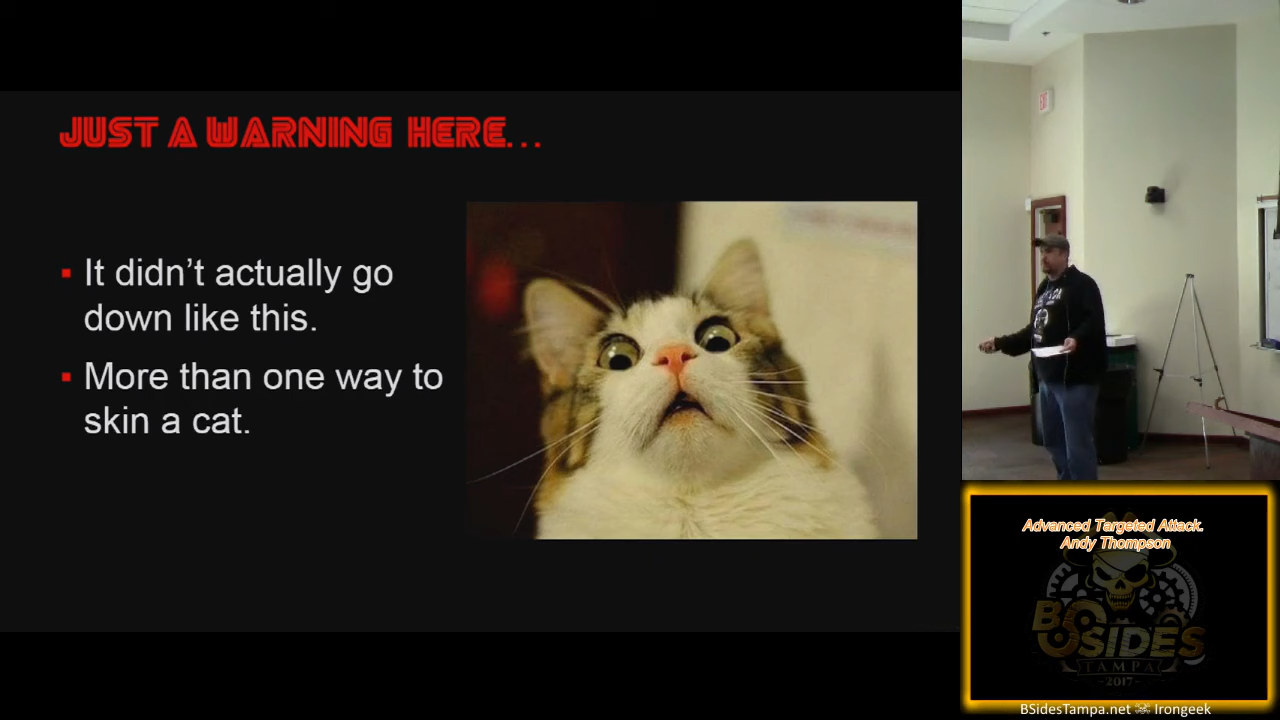 JUST A WARNING HERE...
▪ It didn’t actually go
down like this.
▪ More than one way to
skin a cat.
EXIT
Advanced Targeted Attack.
Andy Thompson
BSIDES
TAMPA
-2017-
BSidesTampa.net ☠ Irongeek